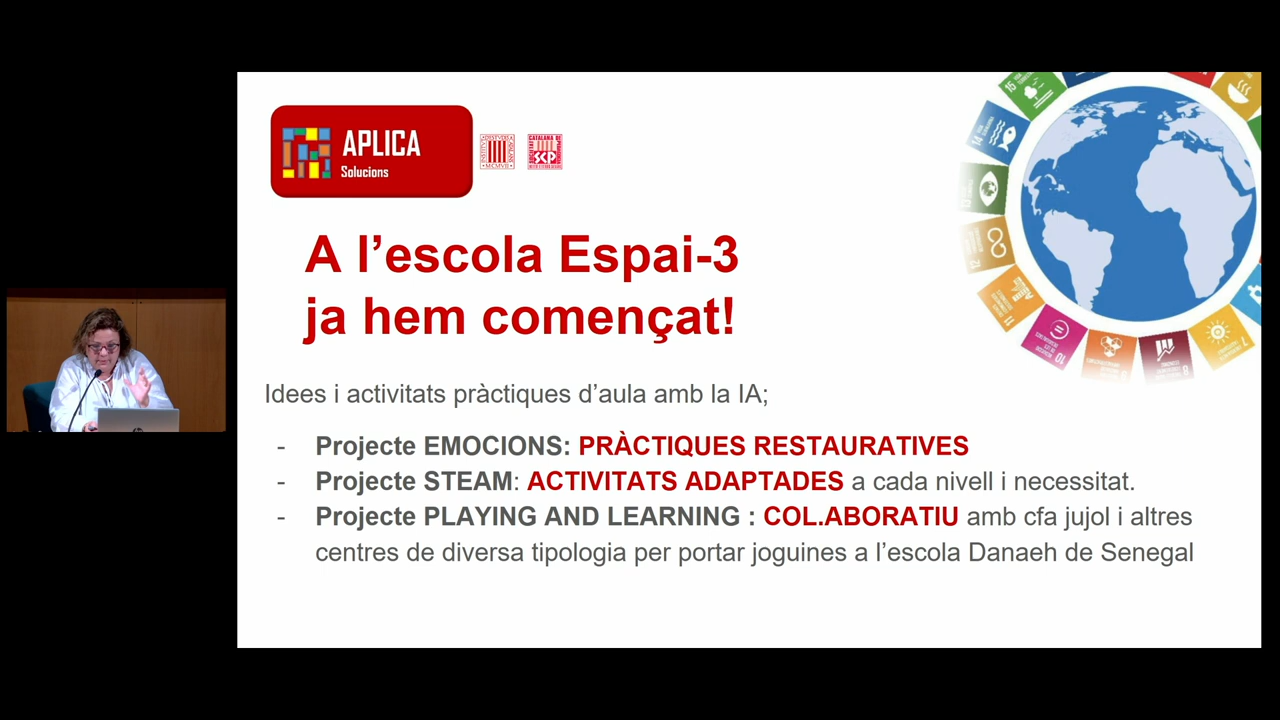 APLICA
Solucions
A l’escola Espai-3
ja hem començat!
Idees i activitats pràctiques d’aula amb la IA;
- Projecte EMOCIONS: PRÀCTIQUES RESTAURATIVES
- Projecte STEAM: ACTIVITATS ADAPTADES a cada nivell i necessitat.
- Projecte PLAYING AND LEARNING : COL.ABORATIU amb cfa jujol i altres
centres de diversa tipologia per portar joguines a l’escola Danaeh de Senegal